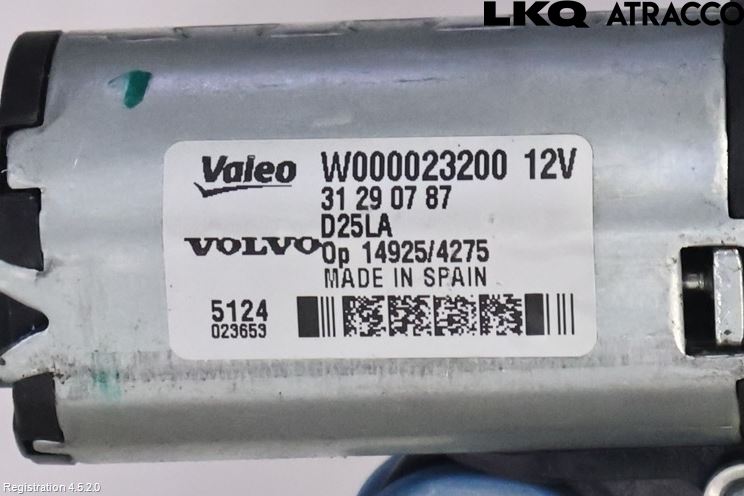 LKQ ATRACCO
Valeo W000023200 12V
31 29 07 87
D25LA
VOLVO Op 14925/4275
MADE IN SPAIN
5124
023653
Registration 4.5.2.0